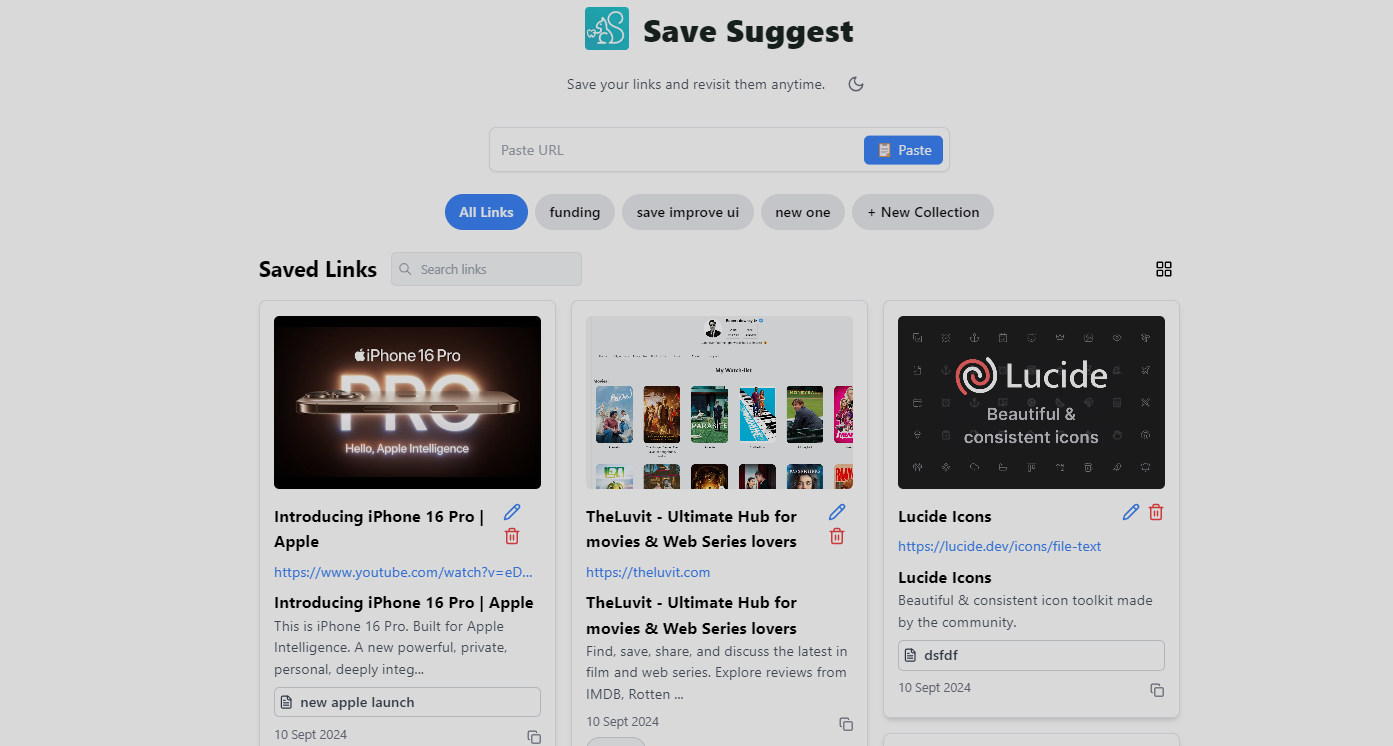 Save Suggest
Save your links and revisit them anytime.
Paste URL
Paste
All Links
funding
save improve ui
new one
+ New Collection
Saved Links
Search links
iPhone 16 Pro
PRO
Hello, Apple Intelligence
Introducing iPhone 16 Pro |
Apple
https://www.youtube.com/watch?v=eD...
Introducing iPhone 16 Pro | Apple
This is iPhone 16 Pro. Built for Apple
Intelligence. A new powerful, private,
personal, deeply integ...
new apple launch
10 Sept 2024
My Watch-list
Movies
PARASITE
TheLuvit - Ultimate Hub for
movies & Web Series lovers
https://theluvit.com
TheLuvit - Ultimate Hub for
movies & Web Series lovers
Find, save, share, and discuss the latest in
film and web series. Explore reviews from
IMDB, Rotten ...
10 Sept 2024
Lucide
Beautiful &
consistent icons
Lucide Icons
https://lucide.dev/icons/file-text
Lucide Icons
Beautiful & consistent icon toolkit made
by the community.
dsfdf
10 Sept 2024